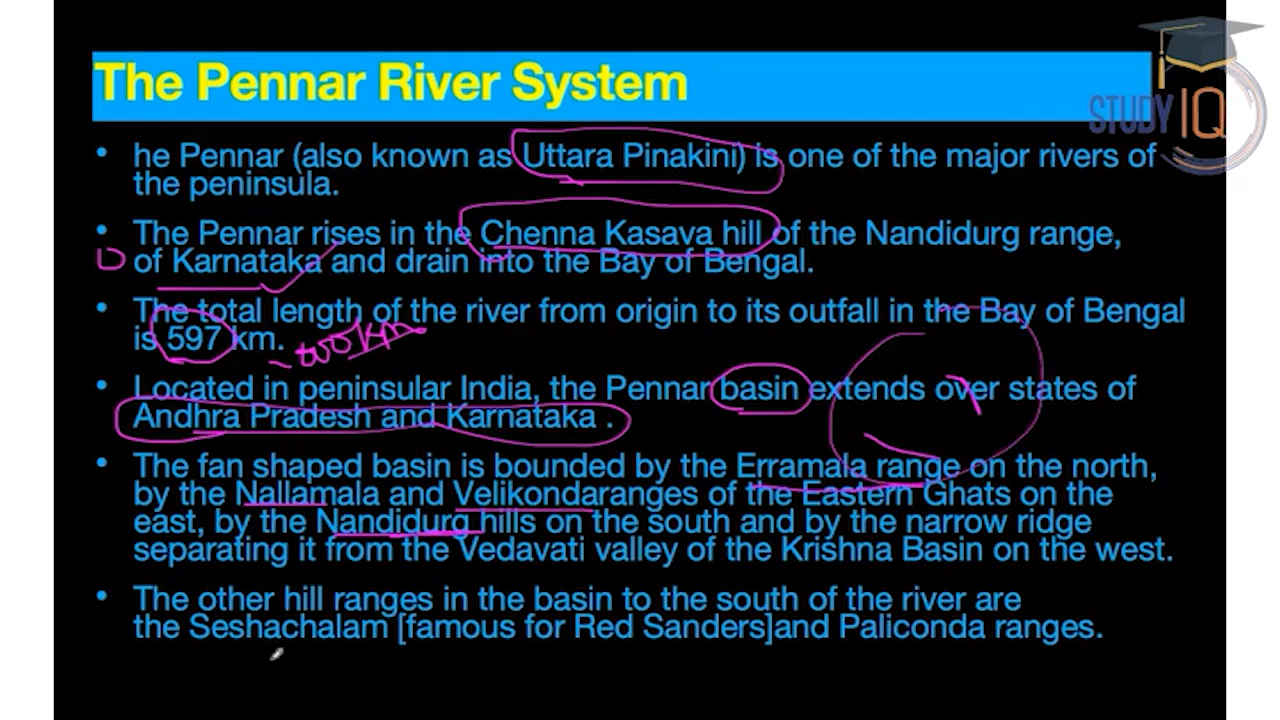 The Pennar River System
STUDY IQ
• he Pennar (also known as Uttara Pinakini) is one of the major rivers of
the peninsula.
• The Pennar rises in the Chenna Kasava hill of the Nandidurg range,
of Karnataka and drain into the Bay of Bengal.
• The total length of the river from origin to its outfall in the Bay of Bengal
is 597 km.
• Located in peninsular India, the Pennar basin extends over states of
Andhra Pradesh and Karnataka .
• The fan shaped basin is bounded by the Erramala range on the north,
by the Nallamala and Velikondaranges of the Eastern Ghats on the
east, by the Nandidurg hills on the south and by the narrow ridge
separating it from the Vedavati valley of the Krishna Basin on the west.
• The other hill ranges in the basin to the south of the river are
the Seshachalam [famous for Red Sanders]and Paliconda ranges.